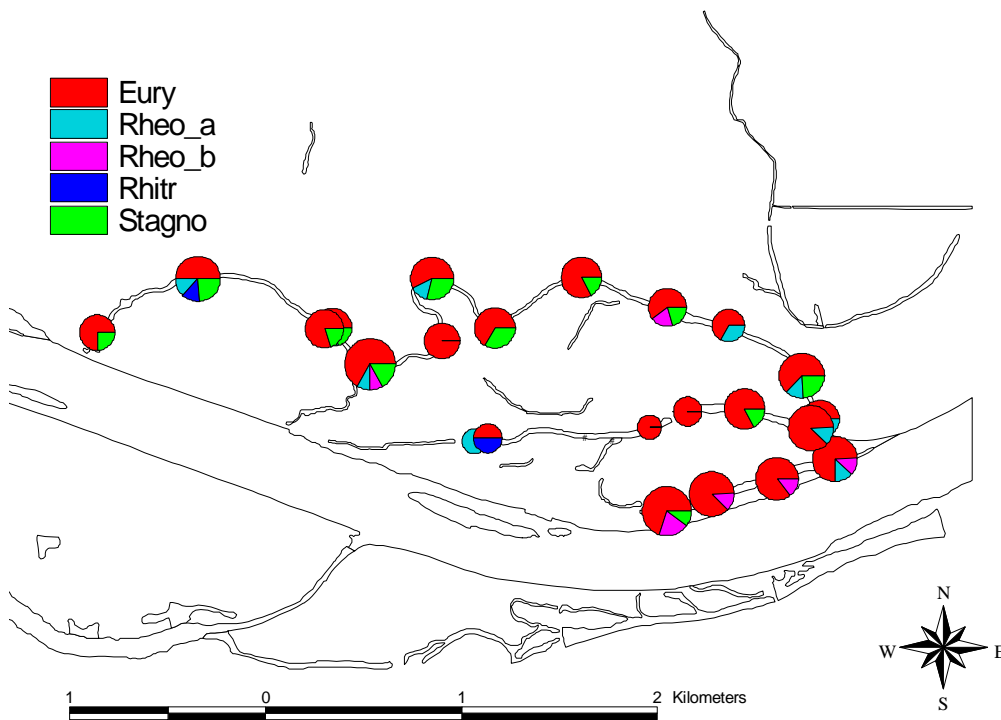 Eury
Rheo_a
Rheo_b
Rhitr
Stagno
N
W E
S
1 0 1 2 Kilometers